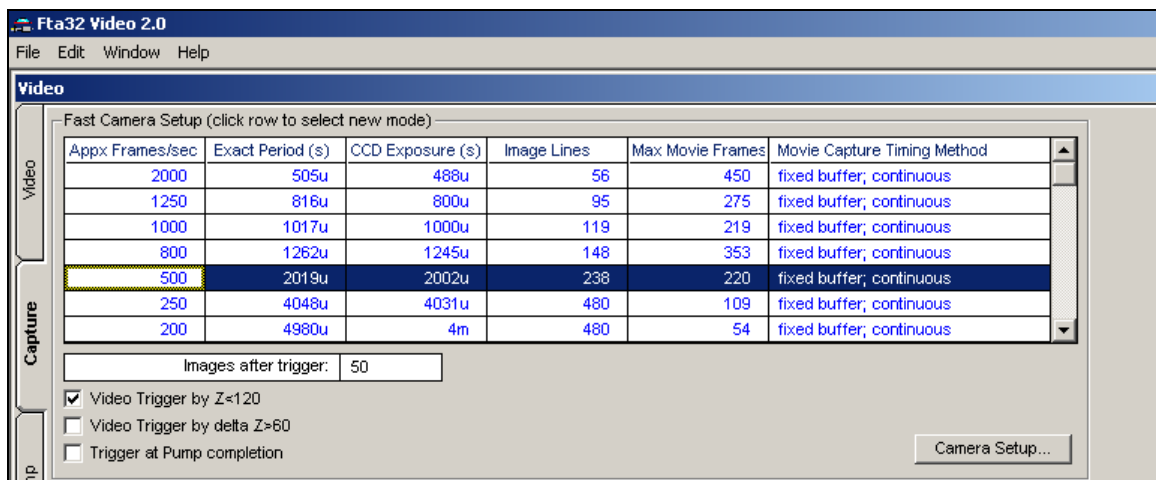 Fta32 Video 2.0
File Edit Window Help
Video
Fast Camera Setup (click row to select new mode)
Appx Frames/sec Exact Period (s) CCD Exposure (s) Image Lines Max Movie Frames Movie Capture Timing Method
2000 505u 488u 56 450 fixed buffer; continuous
1250 816u 800u 95 275 fixed buffer; continuous
1000 1017u 1000u 119 219 fixed buffer; continuous
800 1262u 1245u 148 353 fixed buffer; continuous
500 2019u 2002u 238 220 fixed buffer; continuous
250 4048u 4031u 480 109 fixed buffer; continuous
200 4980u 4m 480 54 fixed buffer; continuous
Images after trigger: 50
Video Trigger by Z<120
Video Trigger by delta Z>60
Trigger at Pump completion
Camera Setup...
Video
Capture